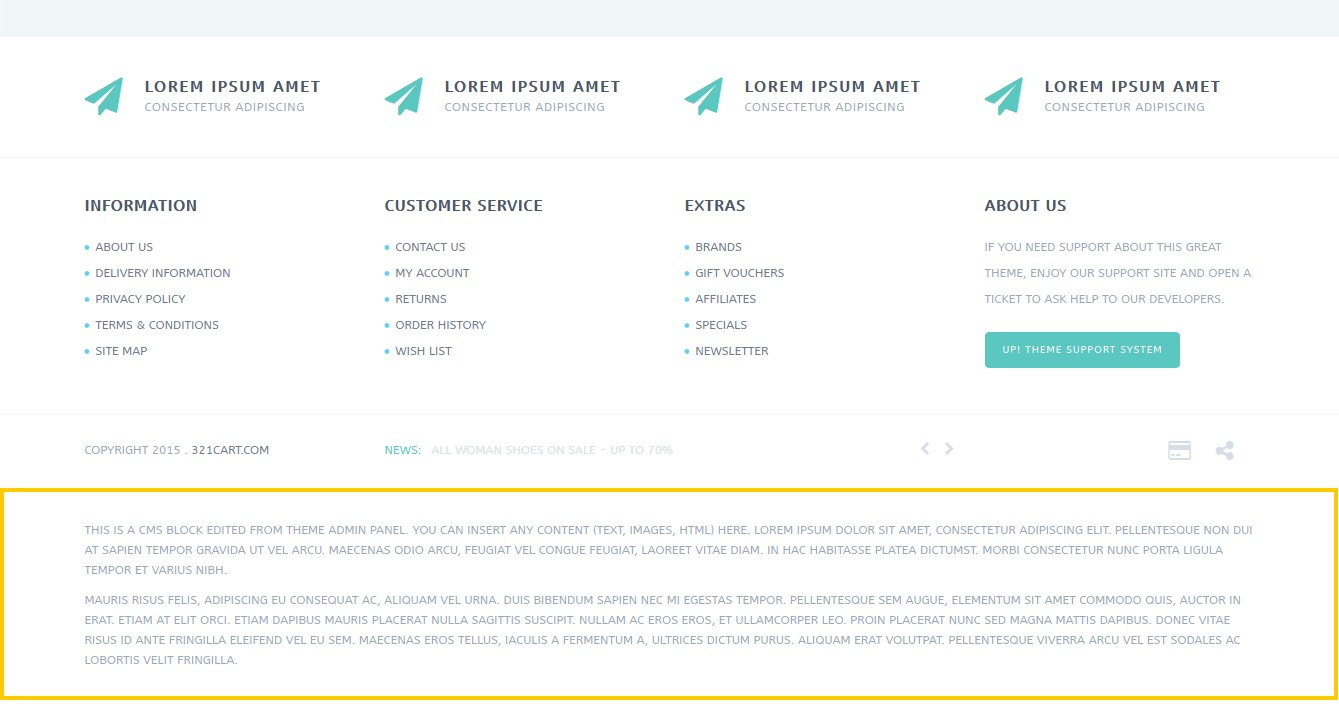 LOREM IPSUM AMET
CONSECTETUR ADIPISCING
LOREM IPSUM AMET
CONSECTETUR ADIPISCING
LOREM IPSUM AMET
CONSECTETUR ADIPISCING
LOREM IPSUM AMET
CONSECTETUR ADIPISCING
INFORMATION
ABOUT US
DELIVERY INFORMATION
PRIVACY POLICY
TERMS & CONDITIONS
SITE MAP
CUSTOMER SERVICE
CONTACT US
MY ACCOUNT
RETURNS
ORDER HISTORY
WISH LIST
EXTRAS
BRANDS
GIFT VOUCHERS
AFFILIATES
SPECIALS
NEWSLETTER
ABOUT US
IF YOU NEED SUPPORT ABOUT THIS GREAT
THEME, ENJOY OUR SUPPORT SITE AND OPEN A
TICKET TO ASK HELP TO OUR DEVELOPERS.
UP! THEME SUPPORT SYSTEM
COPYRIGHT 2015 . 321CART.COM
NEWS: ALL WOMAN SHOES ON SALE - UP TO 70%
THIS IS A CMS BLOCK EDITED FROM THEME ADMIN PANEL. YOU CAN INSERT ANY CONTENT (TEXT, IMAGES, HTML) HERE. LOREM IPSUM DOLOR SIT AMET, CONSECTETUR ADIPISCING ELIT. PELLENTESQUE NON DUI
AT SAPIEN TEMPOR GRAVIDA UT VEL ARCU. MAECENAS ODIO ARCU, FEUGIAT VEL CONGUE FEUGIAT, LAOREET VITAE DIAM. IN HAC HABITASSE PLATEA DICTUMST. MORBI CONSECTETUR NUNC PORTA LIGULA
TEMPOR ET VARIUS NIBH.
MAURIS RISUS FELIS, ADIPISCING EU CONSEQUAT AC, ALIQUAM VEL URNA. DUIS BIBENDUM SAPIEN NEC MI EGESTAS TEMPOR. PELLENTESQUE SEM AUGUE, ELEMENTUM SIT AMET COMMODO QUIS, AUCTOR IN
ERAT. ETIAM AT ELIT ORCI. ETIAM DAPIBUS MAURIS PLACERAT NULLA SAGITTIS SUSCIPIT. NULLAM AC EROS EROS, ET ULLAMCORPER LEO. PROIN PLACERAT NUNC SED MAGNA MATTIS DAPIBUS. DONEC VITAE
RISUS ID ANTE FRINGILLA ELEIFEND VEL EU SEM. MAECENAS EROS TELLUS, IACULIS A FERMENTUM A, ULTRICES DICTUM PURUS. ALIQUAM ERAT VOLUTPAT. PELLENTESQUE VIVERRA ARCU VEL EST SODALES AC
LOBORTIS VELIT FRINGILLA.